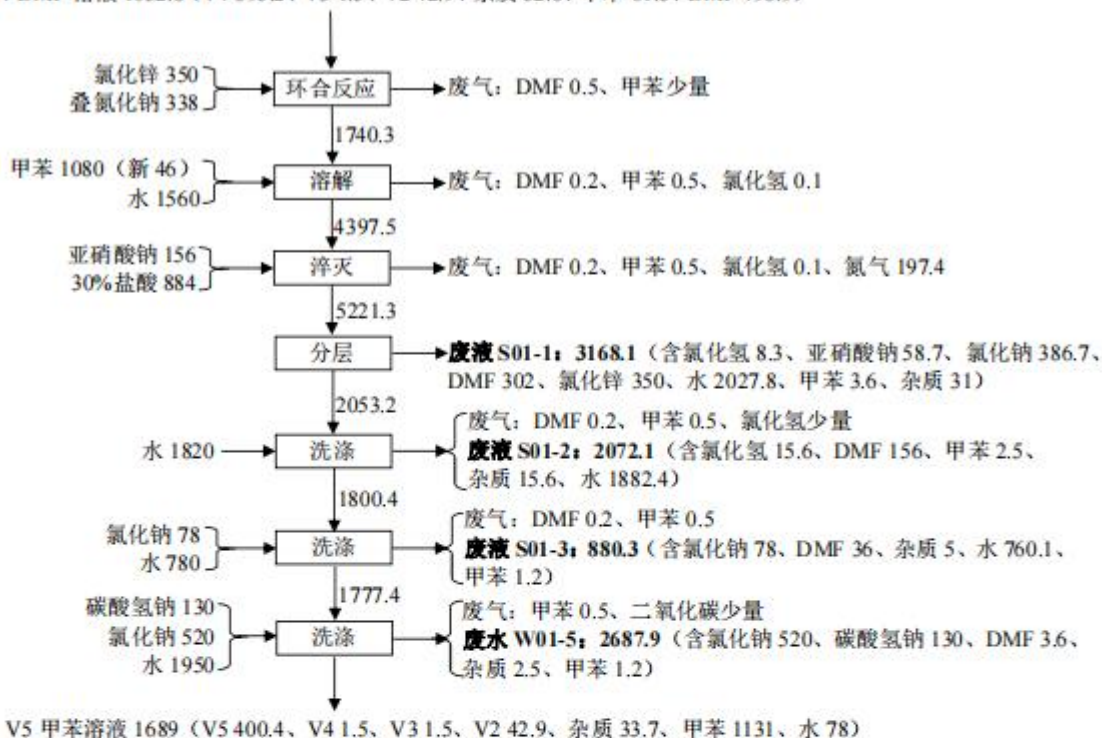 氯化锌 350
叠氮化钠 338
环合反应
废气：DMF 0.5、甲苯少量
1740.3
甲苯 1080（新 46）
水 1560
溶解
废气：DMF 0.2、甲苯 0.5、氯化氢 0.1
4397.5
亚硝酸钠 156
30%盐酸 884
淬灭
废气：DMF 0.2、甲苯 0.5、氯化氢 0.1、氮气 197.4
5221.3
分层
废液 S01-1：3168.1（含氯化氢 8.3、亚硝酸钠 58.7、氯化钠 386.7、
DMF 302、氯化锌 350、水 2027.8、甲苯 3.6、杂质 31）
2053.2
水 1820
洗涤
废气：DMF 0.2、甲苯 0.5、氯化氢少量
废液 S01-2：2072.1（含氯化氢 15.6、DMF 156、甲苯 2.5、
杂质 15.6、水 1882.4）
1800.4
氯化钠 78
水 780
洗涤
废气：DMF 0.2、甲苯 0.5
废液 S01-3：880.3（含氯化钠 78、DMF 36、杂质 5、水 760.1、
甲苯 1.2）
1777.4
碳酸氢钠 130
氯化钠 520
水 1950
洗涤
废气：甲苯 0.5、二氧化碳少量
废水 W01-5：2687.9（含氯化钠 520、碳酸氢钠 130、DMF 3.6、
杂质 2.5、甲苯 1.2）
V5 甲苯溶液 1689（V5 400.4、V4 1.5、V3 1.5、V2 42.9、杂质 33.7、甲苯 1131、水 78）